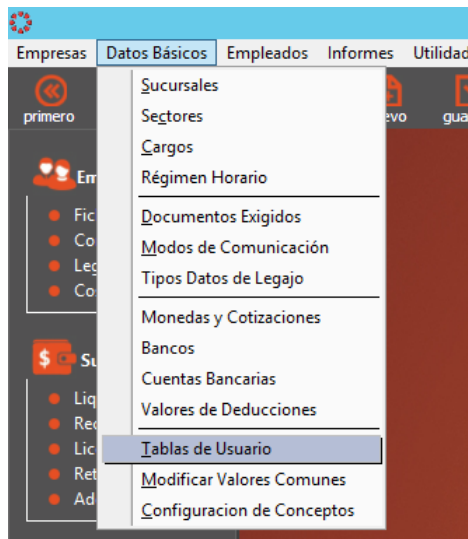 Empresas Datos Básicos Empleados Informes
primero
Sucursales
Sectores
Cargos
Régimen Horario
Documentos Exigidos
Modos de Comunicación
Tipos Datos de Legajo
Monedas y Cotizaciones
Bancos
Cuentas Bancarias
Valores de Deducciones
Tablas de Usuario
Modificar Valores Comunes
Configuracion de Conceptos